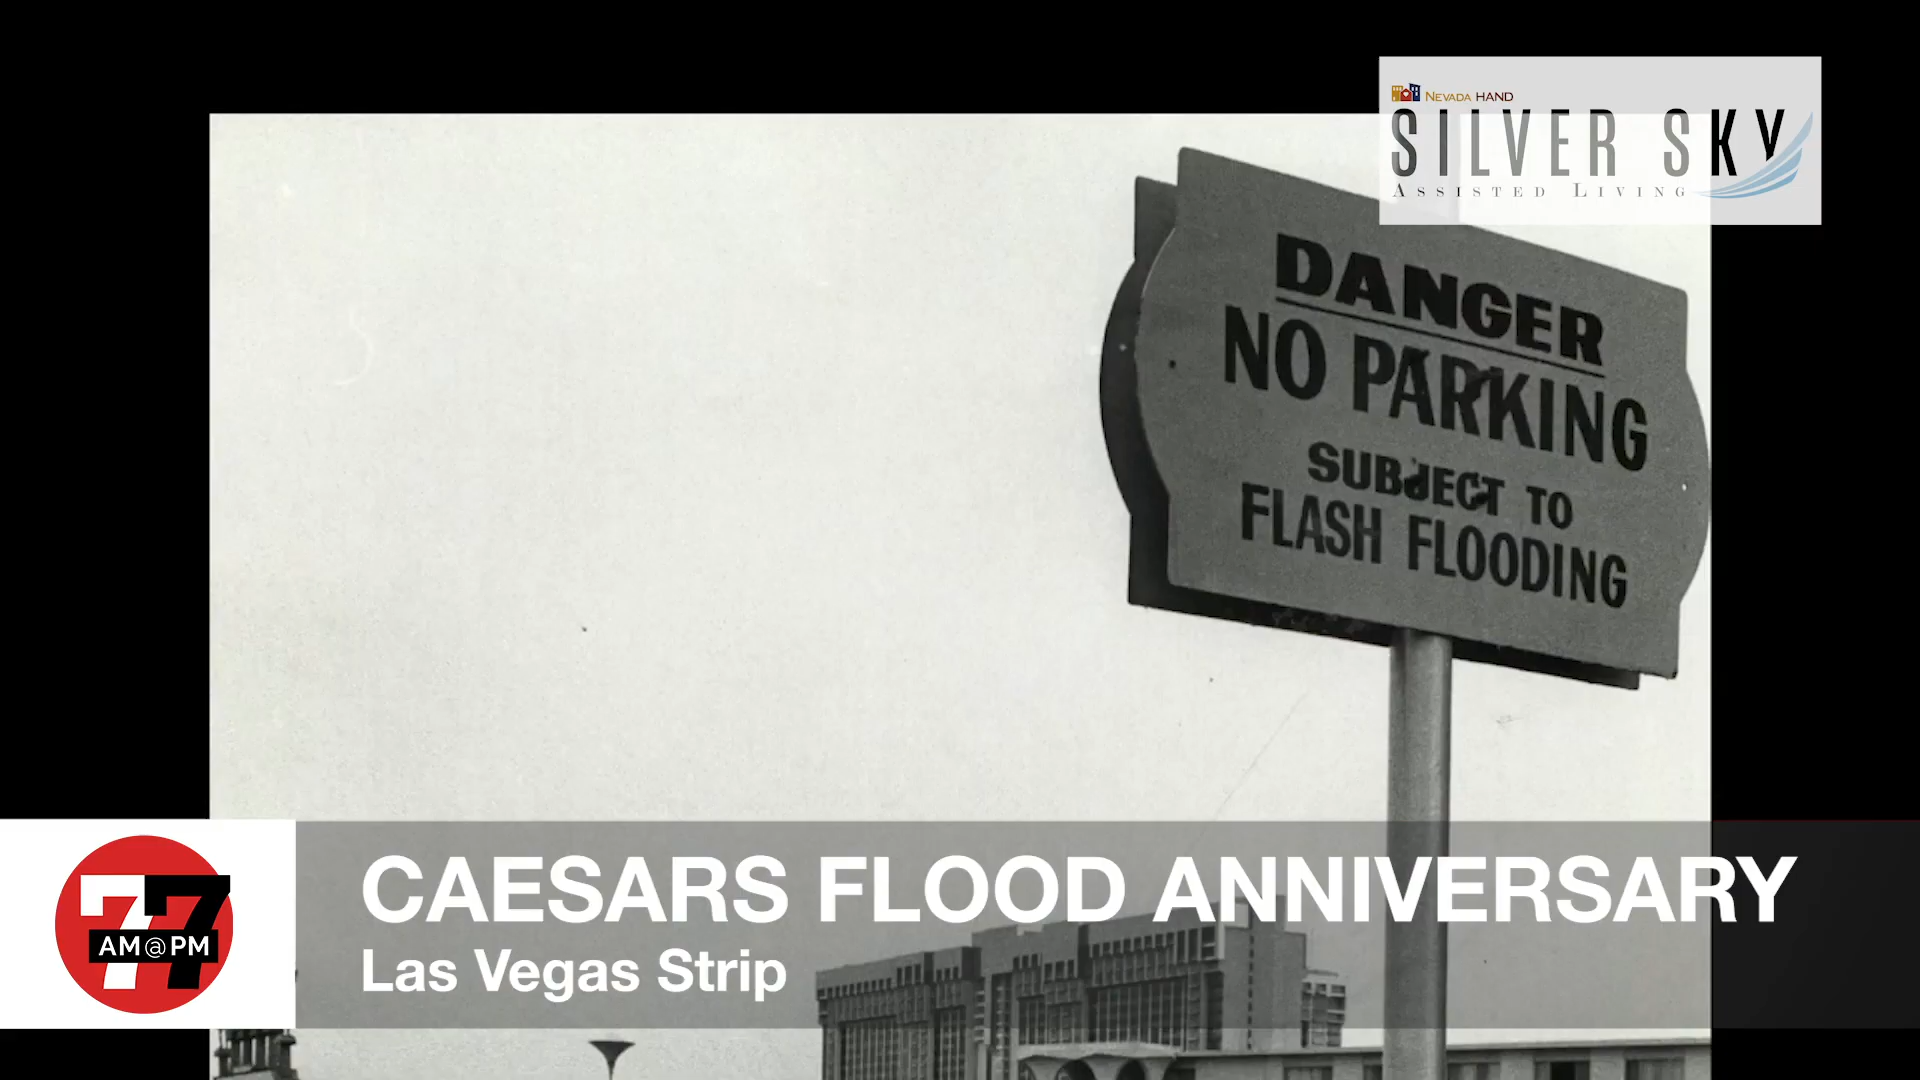 NEVADA HAND
SILVER SKY
ASSISTED LIVING
DANGER
NO PARKING
SUBJECT TO
FLASH FLOODING
77
AM@PM
CAESARS FLOOD ANNIVERSARY
Las Vegas Strip